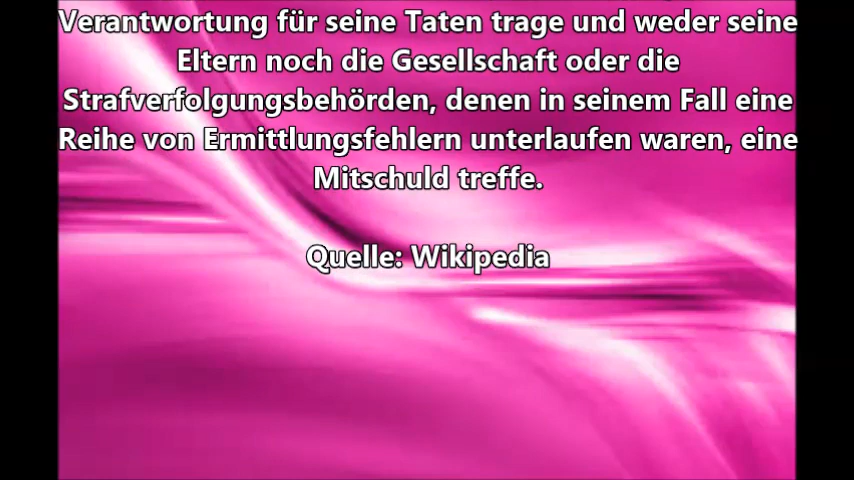 Verantwortung für seine Taten trage und weder seine
Eltern noch die Gesellschaft oder die
Strafverfolgungsbehörden, denen in seinem Fall eine
Reihe von Ermittlungsfehlern unterlaufen waren, eine
Mitschuld treffe.
Quelle: Wikipedia